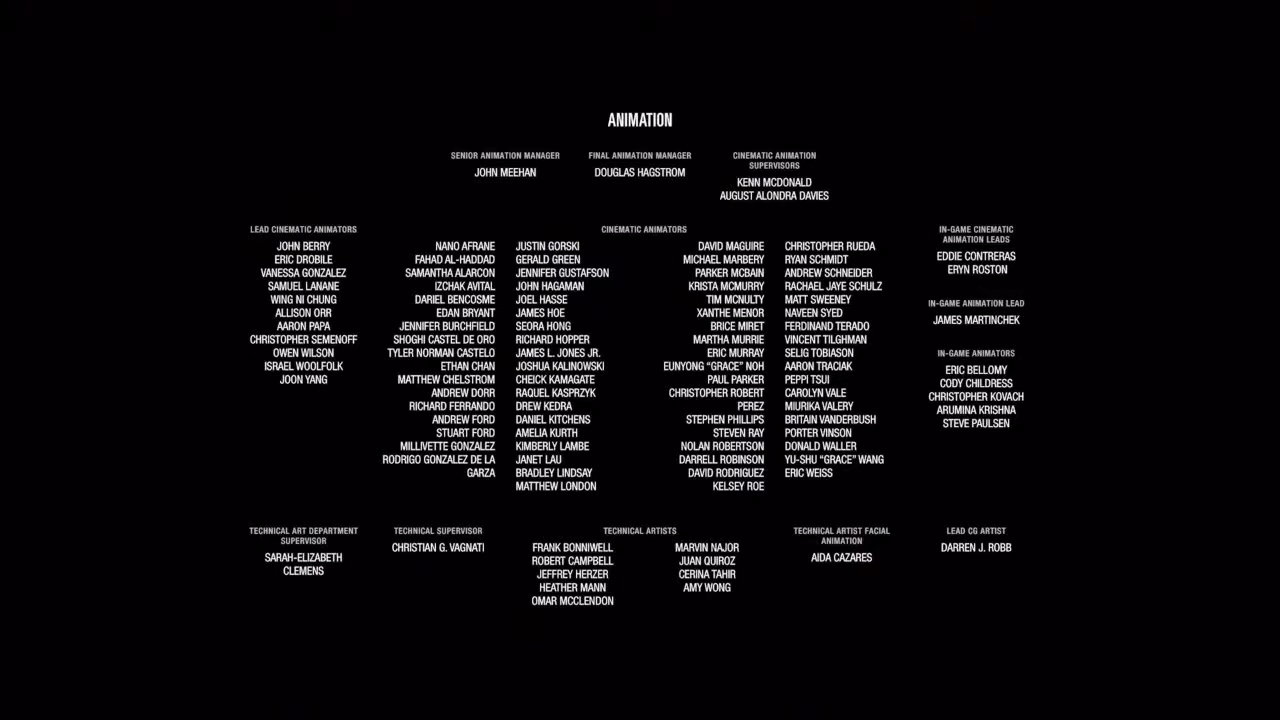 ANIMATION
SENIOR ANIMATION MANAGER
JOHN MEEHAN
FINAL ANIMATION MANAGER
DOUGLAS HAGSTROM
CINEMATIC ANIMATION
SUPERVISORS
KENN MCDONALD
AUGUST ALONDRA DAVIES
LEAD CINEMATIC ANIMATORS
JOHN BERRY
ERIC DROBILE
VANESSA GONZALEZ
SAMUEL LANANE
WING NI CHUNG
ALLISON ORR
AARON PAPA
CHRISTOPHER SEMENOFF
OWEN WILSON
ISRAEL WOOLFOLK
JOON YANG
CINEMATIC ANIMATORS
NANO AFRANE
FAHAD AL-HADDAD
SAMANTHA ALARCON
IZCHAK AVITAL
DARIEL BENCOSME
EDAN BRYANT
JENNIFER BURCHFIELD
SHOGHI CASTEL DE ORO
TYLER NORMAN CASTELO
ETHAN CHAN
MATTHEW CHELSTROM
ANDREW DORR
RICHARD FERRANDO
ANDREW FORD
STUART FORD
MILLIVETTE GONZALEZ
RODRIGO GONZALEZ DE LA
GARZA
JUSTIN GORSKI
GERALD GREEN
JENNIFER GUSTAFSON
JOHN HAGAMAN
JOEL HASSE
JAMES HOE
SEORA HONG
RICHARD HOPPER
JAMES L. JONES JR.
JOSHUA KALINOWSKI
CHEICK KAMAGATE
RAQUEL KASPRZYK
DREW KEDRA
DANIEL KITCHENS
AMELIA KURTH
KIMBERLY LAMBE
JANET LAU
BRADLEY LINDSAY
MATTHEW LONDON
DAVID MAGUIRE
MICHAEL MARBERY
PARKER MCBAIN
KRISTA MCMURRY
TIM MCNULTY
XANTHE MENOR
BRICE MIRET
MARTHA MURRIE
ERIC MURRAY
EUNYONG “GRACE” NOH
PAUL PARKER
CHRISTOPHER ROBERT
PEREZ
STEPHEN PHILLIPS
STEVEN RAY
NOLAN ROBERTSON
DARRELL ROBINSON
DAVID RODRIGUEZ
KELSEY ROE
CHRISTOPHER RUEDA
RYAN SCHMIDT
ANDREW SCHNEIDER
RACHAEL JAYE SCHULZ
MATT SWEENEY
NAVEEN SYED
FERDINAND TERADO
VINCENT TILGHMAN
SELIG TOBIASON
AARON TRACIAK
PEPPI TSUI
CAROLYN VALE
MIURIKA VALERY
BRITAIN VANDERBUSH
PORTER VINSON
DONALD WALLER
YU-SHU “GRACE” WANG
ERIC WEISS
IN-GAME CINEMATIC
ANIMATION LEADS
EDDIE CONTRERAS
ERYN ROSTON
IN-GAME ANIMATION LEAD
JAMES MARTINCHEK
IN-GAME ANIMATORS
ERIC BELLOMY
CODY CHILDRESS
CHRISTOPHER KOVACH
ARUMINA KRISHNA
STEVE PAULSEN
TECHNICAL ART DEPARTMENT
SUPERVISOR
SARAH-ELIZABETH
CLEMENS
TECHNICAL SUPERVISOR
CHRISTIAN G. VAGNATI
TECHNICAL ARTISTS
FRANK BONNIWELL
ROBERT CAMPBELL
JEFFREY HERZER
HEATHER MANN
OMAR MCCLENDON
MARVIN NAJOR
JUAN QUIROZ
CERINA TAHIR
AMY WONG
TECHNICAL ARTIST FACIAL
ANIMATION
AIDA CAZARES
LEAD CG ARTIST
DARREN J. ROBB